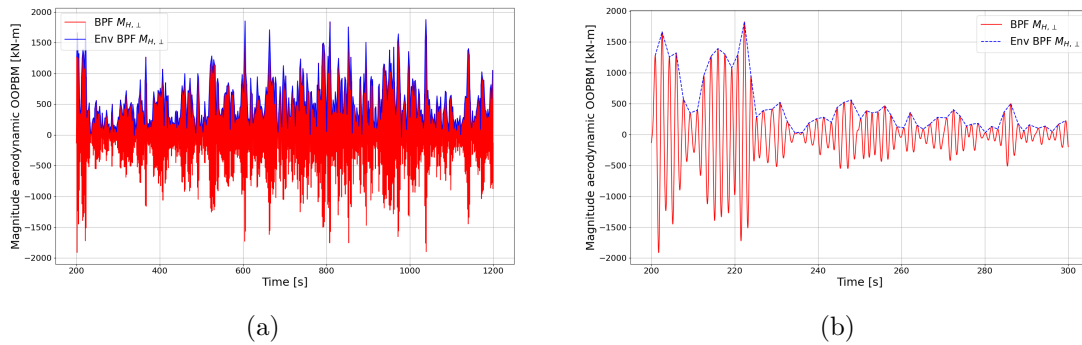 Magnitude aerodynamic OOPBM [kN-m]
2000
1500
1000
500
0
−500
−1000
−1500
−2000
BPF M_{H,⊥}
Env BPF M_{H,⊥}
200 400 600 800 1000 1200
Time [s]
(a)
Magnitude aerodynamic OOPBM [kN-m]
2000
1500
1000
500
0
−500
−1000
−1500
−2000
BPF M_{H,⊥}
Env BPF M_{H,⊥}
200 220 240 260 280 300
Time [s]
(b)